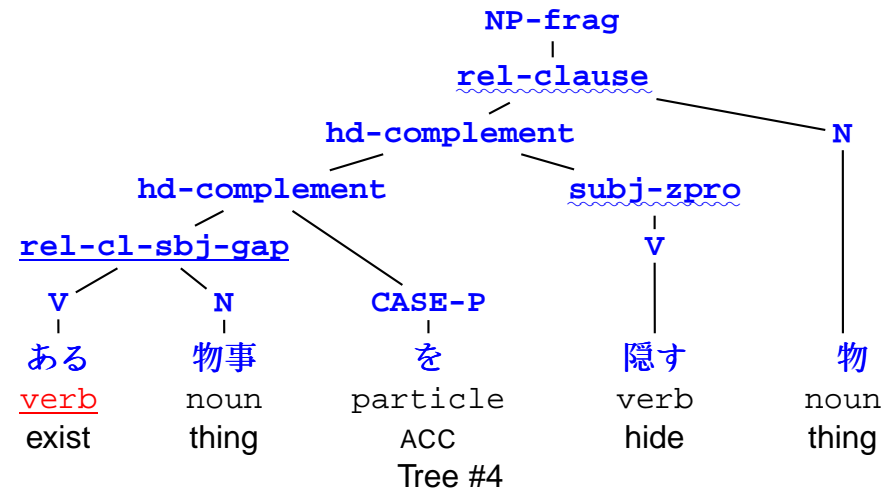 NP-frag
rel-clause
hd-complement N
hd-complement subj-zpro
rel-cl-sbj-gap V
V N CASE-P
ある 物事 を 隠す 物
verb noun particle verb noun
exist thing ACC hide thing
Tree #4